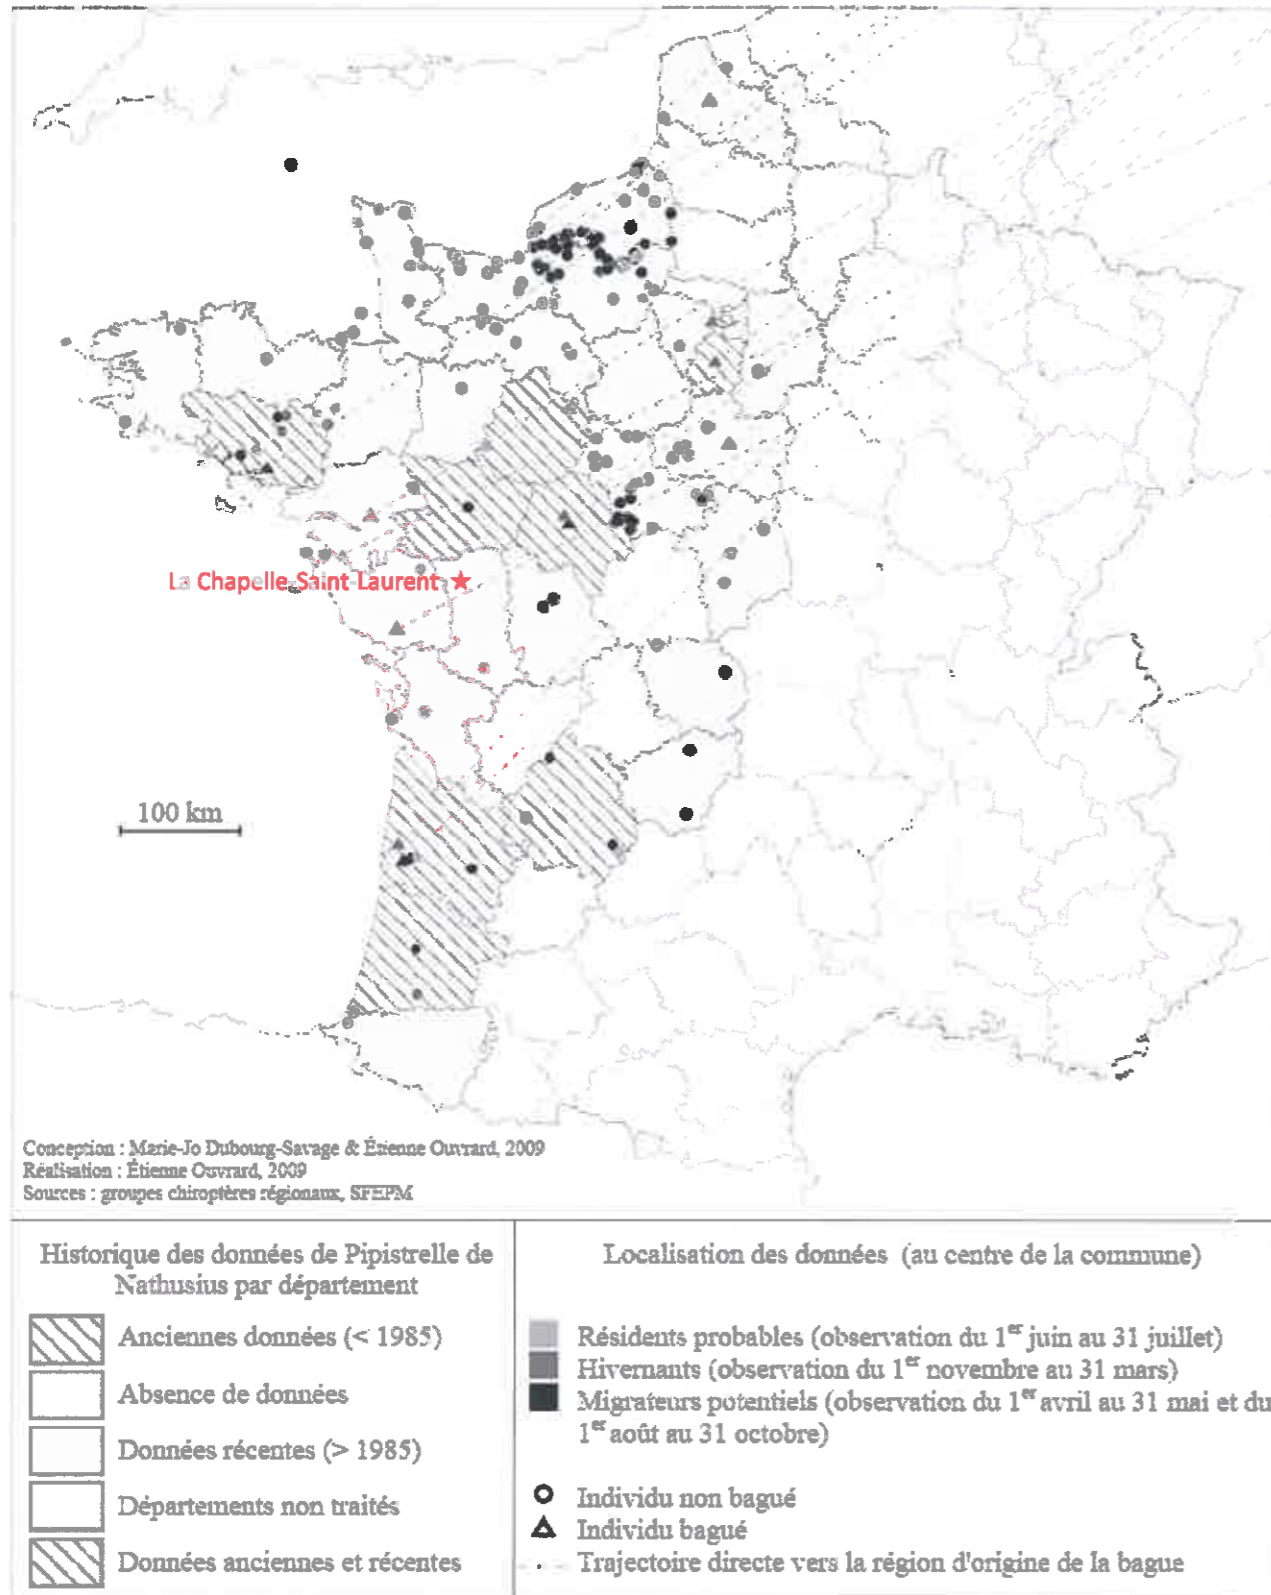 La Chapelle-Saint-Laurent
100 km
Conception : Marie-Jo Dubourg-Savage & Étienne Ouvrard, 2009
Réalisation : Étienne Ouvrard, 2009
Sources : groupes chiroptères régionaux, SFEPM
Historique des données de Pipistrelle de
Nathusius par département
Anciennes données (< 1985)
Absence de données
Données récentes (> 1985)
Départements non traités
Données anciennes et récentes
Localisation des données (au centre de la commune)
Résidents probables (observation du 1er juin au 31 juillet)
Hivernants (observation du 1er novembre au 31 mars)
Migrateurs potentiels (observation du 1er avril au 31 mai et du
1er août au 31 octobre)
Individu non bagué
Individu bagué
Trajectoire directe vers la région d'origine de la bague